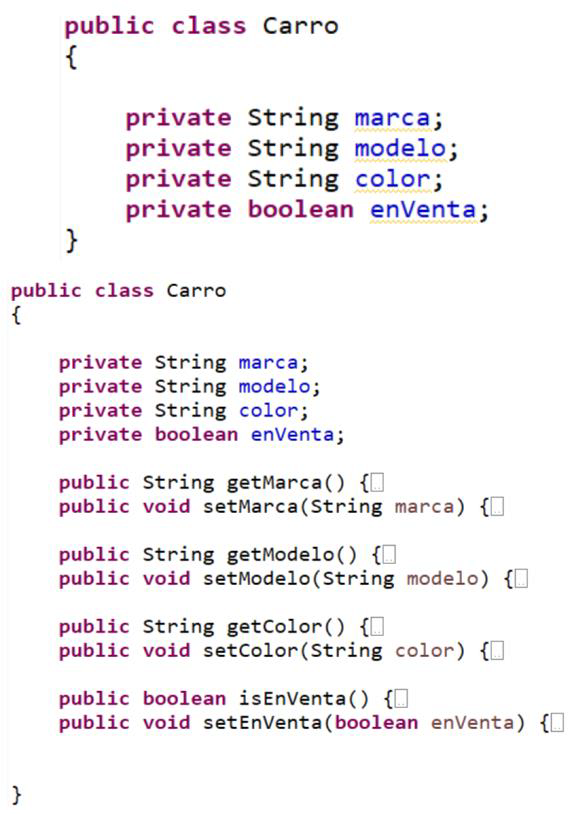 public class Carro
{
private String marca;
private String modelo;
private String color;
private boolean enVenta;
}
public class Carro
{
private String marca;
private String modelo;
private String color;
private boolean enVenta;
public String getMarca() {
public void setMarca(String marca) {
public String getModelo() {
public void setModelo(String modelo) {
public String getColor() {
public void setColor(String color) {
public boolean isEnVenta() {
public void setEnVenta(boolean enVenta) {
}